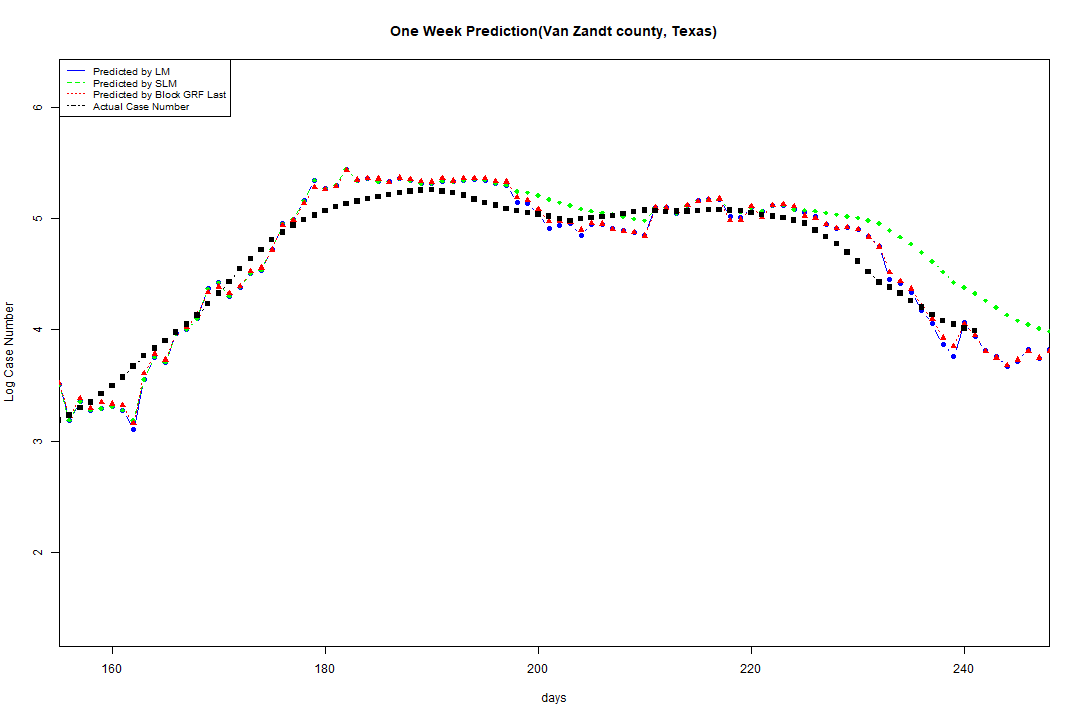 One Week Prediction(Van Zandt county, Texas)
Predicted by LM
Predicted by SLM
Predicted by Block GRF Last
Actual Case Number
6
5
4
3
2
Log Case Number
160 180 200 220 240
days